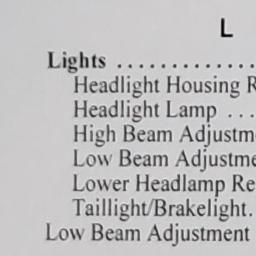 L
Lights . . . . . . . . . . . . .
Headlight Housing R
Headlight Lamp . . .
High Beam Adjustm
Low Beam Adjustme
Lower Headlamp Re
Taillight/Brakelight.
Low Beam Adjustment